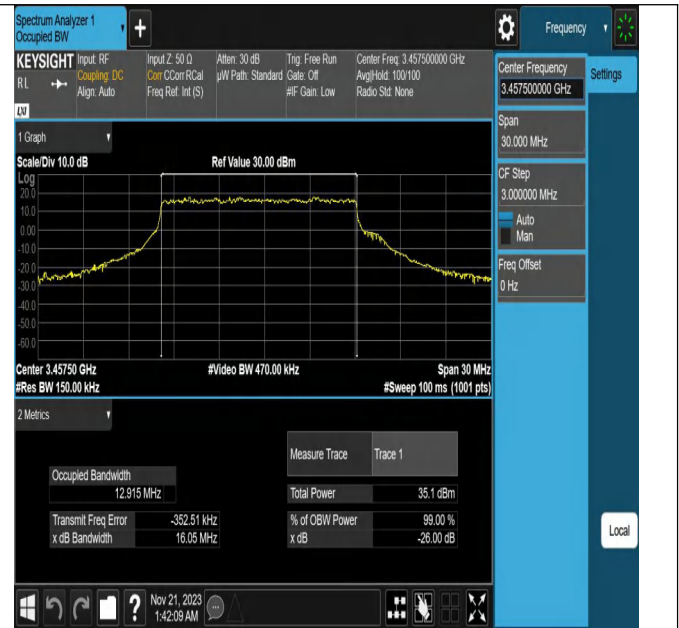 Spectrum Analyzer 1
Occupied BW
+
Frequency
KEYSIGHT
RL
LXI
Input: RF
Coupling: DC
Align: Auto
Input Z: 50 Ω
Corr CCorr RCal
Freq Ref: Int (S)
Atten: 30 dB
µW Path: Standard
Trig: Free Run
Gate: Off
#IF Gain: Low
Center Freq: 3.457500000 GHz
Avg|Hold: 100/100
Radio Std: None
Center Frequency
3.457500000 GHz
Settings
Span
30.000 MHz
CF Step
3.000000 MHz
Auto
Man
Freq Offset
0 Hz
Local
1 Graph
Scale/Div 10.0 dB
Ref Value 30.00 dBm
Log
20.0
10.0
0.00
-10.0
-20.0
-30.0
-40.0
-50.0
-60.0
Center 3.45750 GHz
#Video BW 470.00 kHz
Span 30 MHz
#Res BW 150.00 kHz
#Sweep 100 ms (1001 pts)
2 Metrics
Measure Trace
Trace 1
Occupied Bandwidth
12.915 MHz
Total Power
35.1 dBm
Transmit Freq Error
-352.51 kHz
% of OBW Power
99.00 %
x dB Bandwidth
16.05 MHz
x dB
-26.00 dB
?
Nov 21, 2023
1:42:09 AM